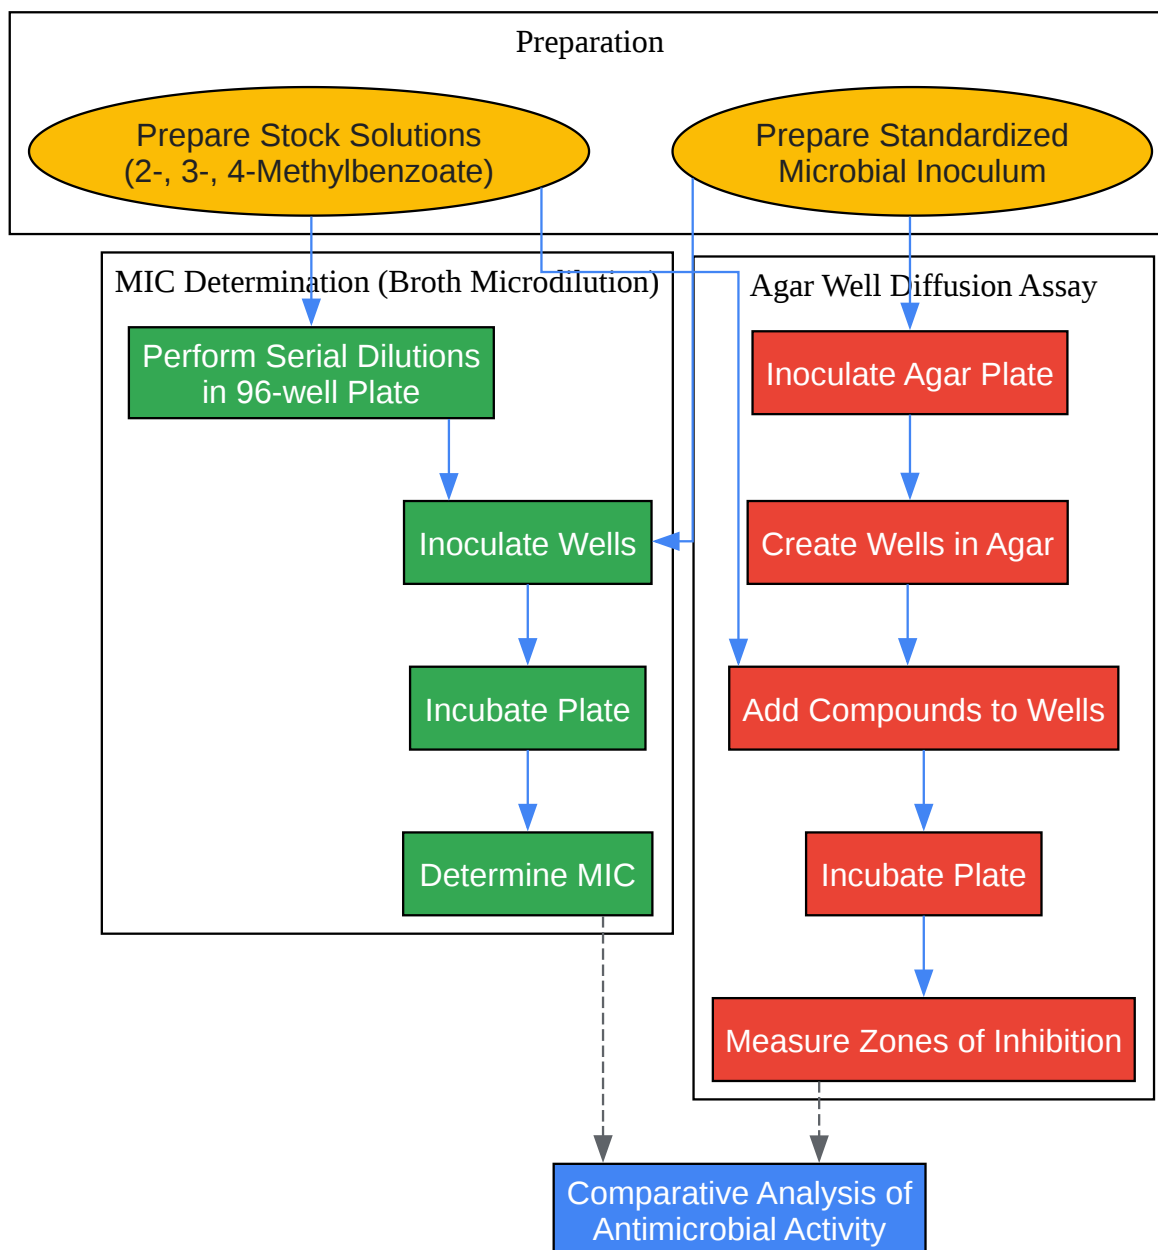 Preparation
Prepare Stock Solutions
(2-, 3-, 4-Methylbenzoate)
Prepare Standardized
Microbial Inoculum
MIC Determination (Broth Microdilution)
Perform Serial Dilutions
in 96-well Plate
Inoculate Wells
Incubate Plate
Determine MIC
Agar Well Diffusion Assay
Inoculate Agar Plate
Create Wells in Agar
Add Compounds to Wells
Incubate Plate
Measure Zones of Inhibition
Comparative Analysis of
Antimicrobial Activity